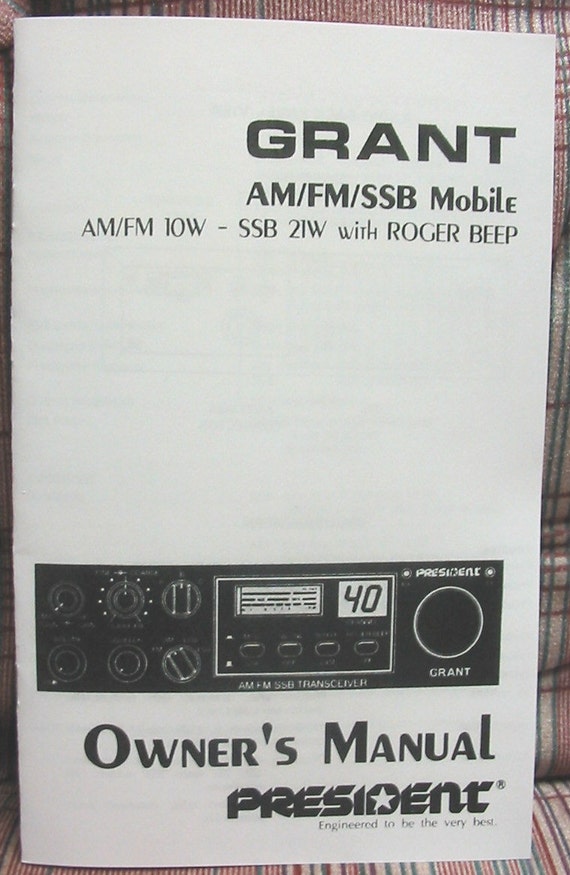 GRANT
AM/FM/SSB Mobile
AM/FM 10W - SSB 21W with ROGER BEEP
PRESIDENT
40
GRANT
AM FM SSB TRANSCEIVER
Owner's Manual
PRESIDENT®
Engineered to be the very best.